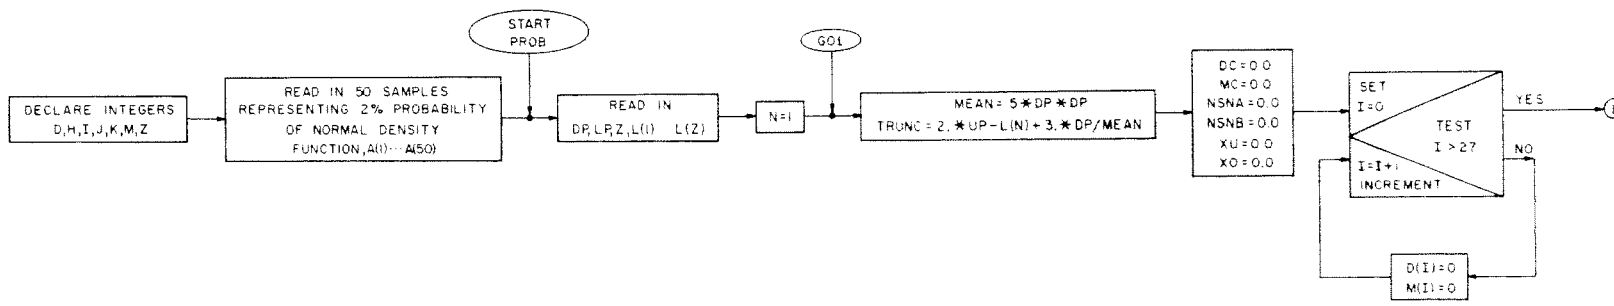 START
PROB
GO1
DECLARE INTEGERS
D,H,I,J,K,M,Z
READ IN 50 SAMPLES
REPRESENTING 2% PROBABILITY
OF NORMAL DENSITY
FUNCTION, A(1)···A(50)
READ IN
DP, LP, Z, L(1) L(Z)
N=1
MEAN= 5*DP*DP
TRUNC=2.*UP-L(N)+3.*DP/MEAN
DC=0.0
MC=0.0
NSNA=0.0
NSNB=0.0
XU=0.0
XO=0.0
SET
I=0
TEST
I>27
I=I+1
INCREMENT
YES
NO
D(I)=0
M(I)=0